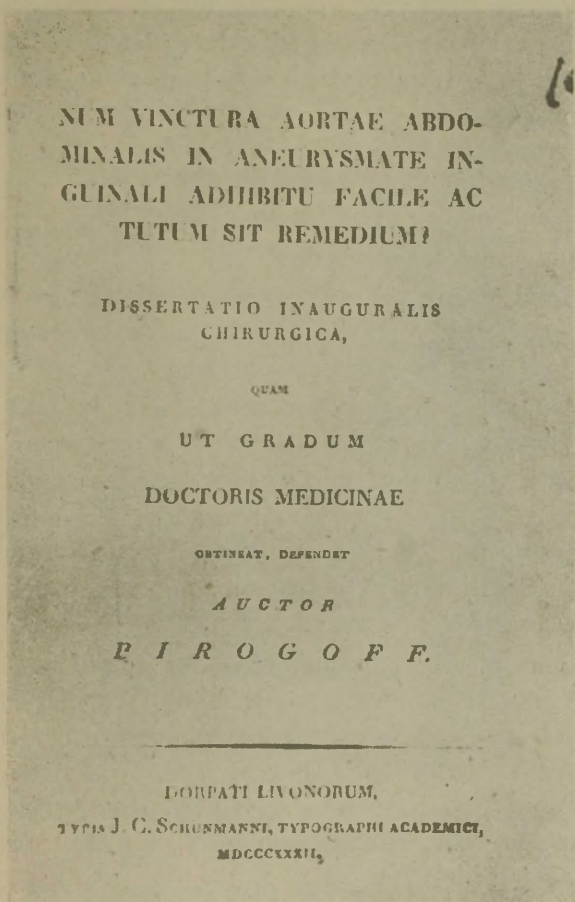 NUM VINCTURA AORTAE ABDO-
MINALIS IN ANEURYSMATE IN-
GUINALI ADHIBITU FACILE AC
TUTUM SIT REMEDIUM?
DISSERTATIO INAUGURALIS
CHIRURGICA,
QUAM
UT GRADUM
DOCTORIS MEDICINAE
OBTINEAT, DEFENDET
AUCTOR
PIROGOFF.
DORPATI LIVONORUM,
TYPIS J. C. SCHUNMANNI, TYPOGRAPHI ACADEMICI,
MDCCCXXXII,